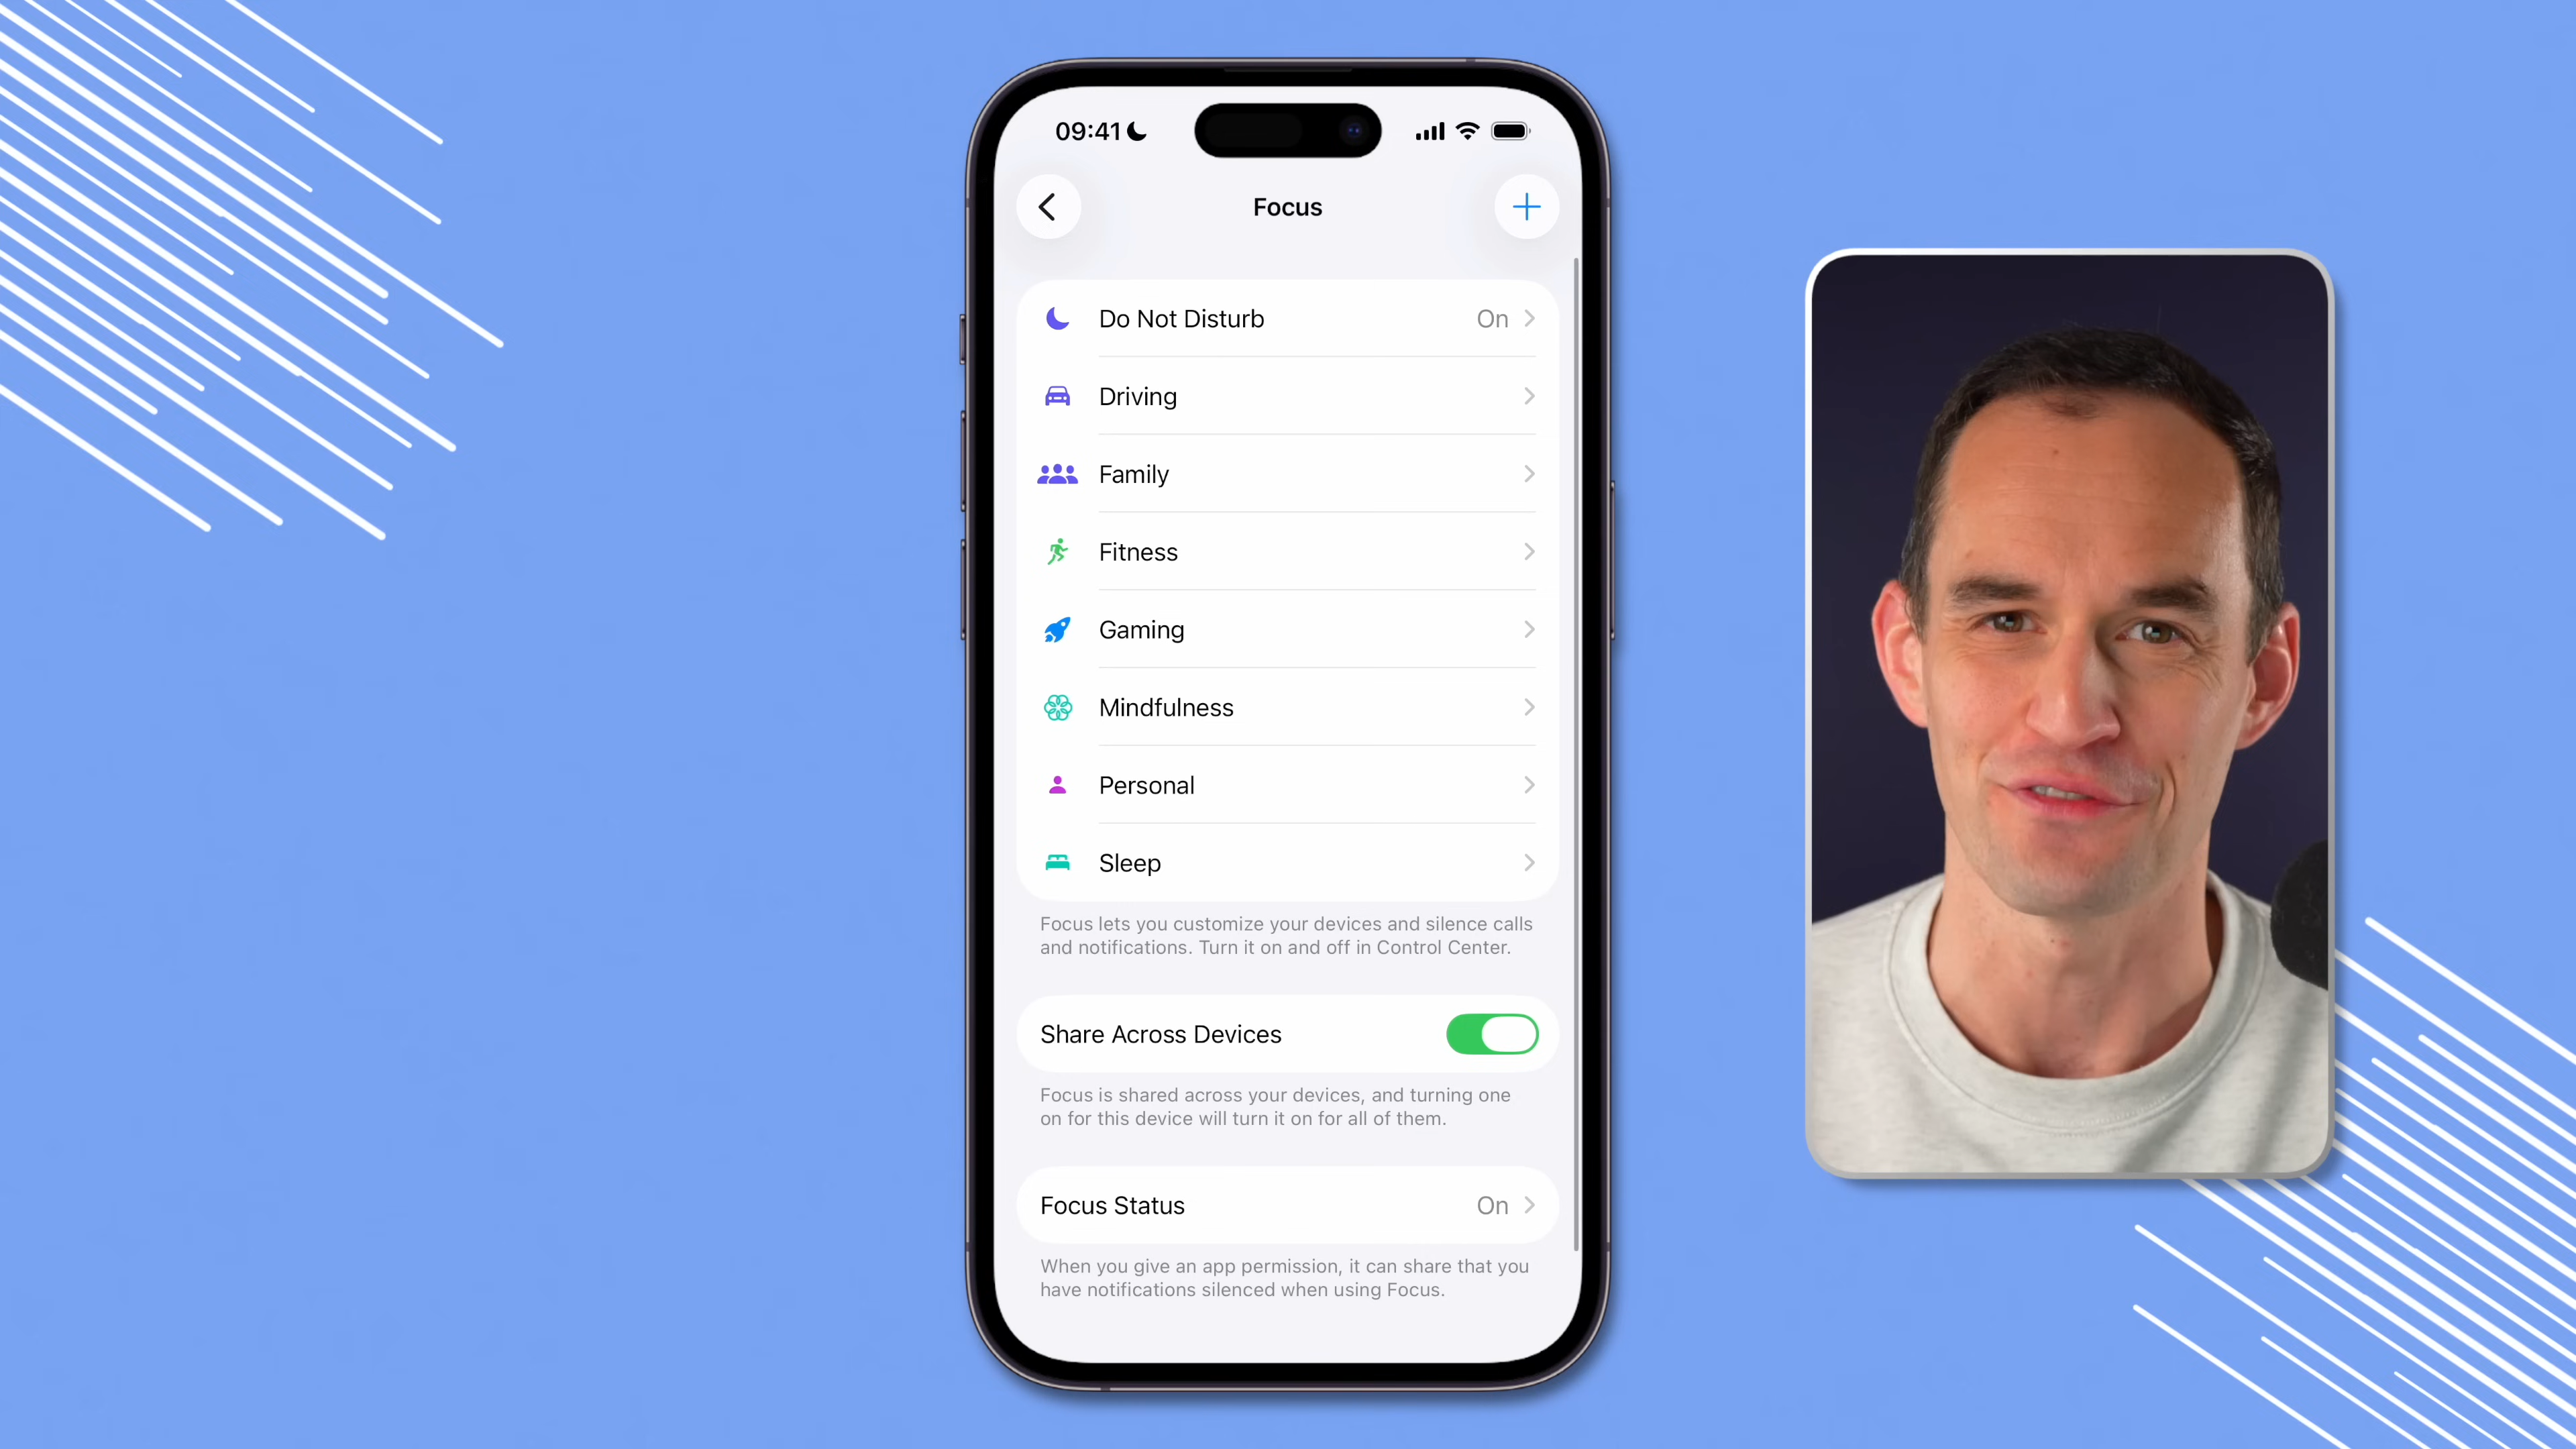 09:41
Focus
Do Not Disturb On
Driving
Family
Fitness
Gaming
Mindfulness
Personal
Sleep
Focus lets you customize your devices and silence calls
and notifications. Turn it on and off in Control Center.
Share Across Devices
Focus is shared across your devices, and turning one
on for this device will turn it on for all of them.
Focus Status On
When you give an app permission, it can share that you
have notifications silenced when using Focus.